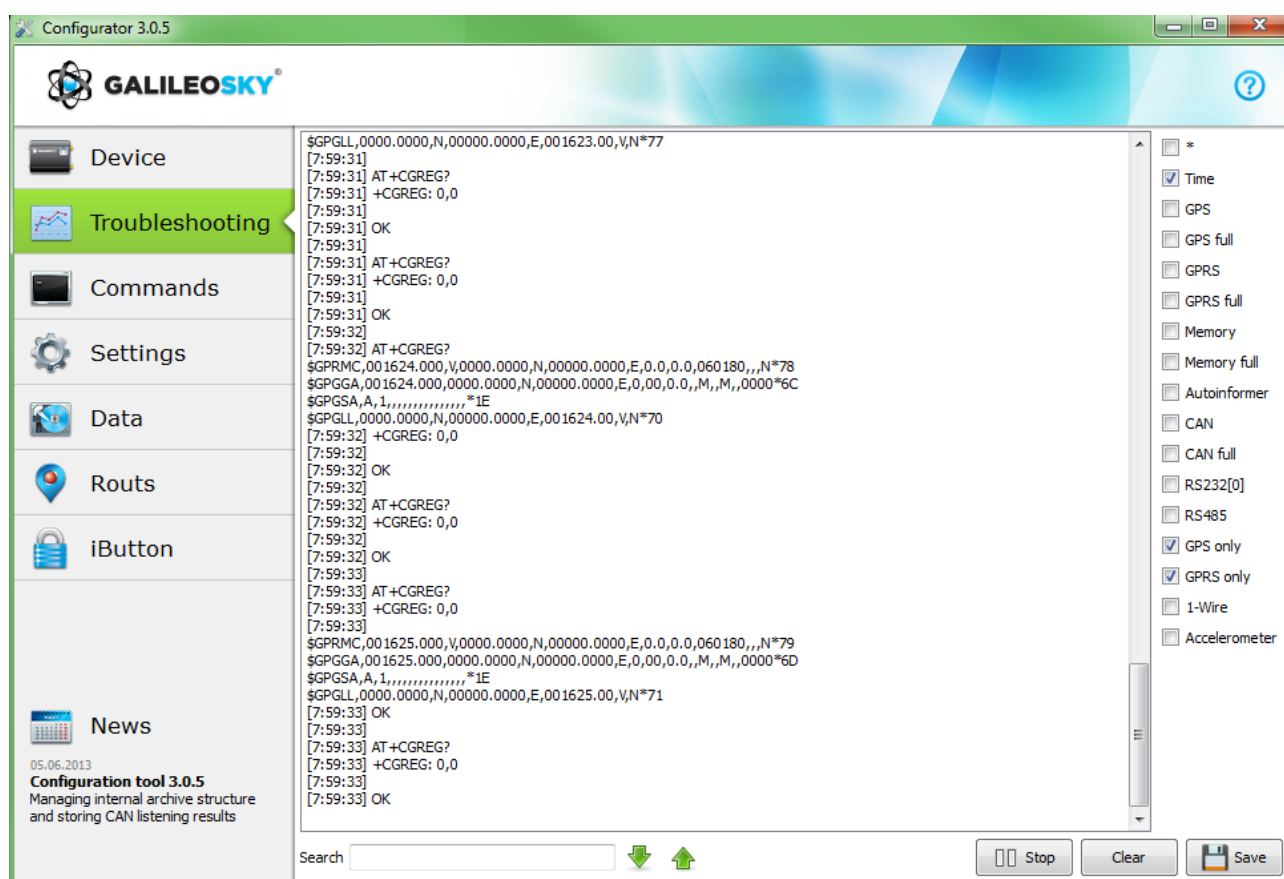 Configurator 3.0.5
GALILEOSKY®
?
Device
Troubleshooting
Commands
Settings
Data
Routs
iButton
News
05.06.2013
Configuration tool 3.0.5
Managing internal archive structure
and storing CAN listening results
$GPGLL,0000.0000,N,00000.0000,E,001623.00,V,N*77
[7:59:31]
[7:59:31] AT+CGREG?
[7:59:31] +CGREG: 0,0
[7:59:31]
[7:59:31] OK
[7:59:31]
[7:59:31] AT+CGREG?
[7:59:31] +CGREG: 0,0
[7:59:31]
[7:59:31] OK
[7:59:32]
[7:59:32] AT+CGREG?
$GPRMC,001624.000,V,0000.0000,N,00000.0000,E,0.0,0.0,060180,,,N*78
$GPGGA,001624.000,0000.0000,N,00000.0000,E,0,00,0.0,,M,,M,,0000*6C
$GPGSA,A,1,,,,,,,,,,,,,,,*1E
$GPGLL,0000.0000,N,00000.0000,E,001624.00,V,N*70
[7:59:32] +CGREG: 0,0
[7:59:32]
[7:59:32] OK
[7:59:32]
[7:59:32] AT+CGREG?
[7:59:32] +CGREG: 0,0
[7:59:32]
[7:59:32] OK
[7:59:33]
[7:59:33] AT+CGREG?
[7:59:33] +CGREG: 0,0
[7:59:33]
$GPRMC,001625.000,V,0000.0000,N,00000.0000,E,0.0,0.0,060180,,,N*79
$GPGGA,001625.000,0000.0000,N,00000.0000,E,0,00,0.0,,M,,M,,0000*6D
$GPGSA,A,1,,,,,,,,,,,,,,,*1E
$GPGLL,0000.0000,N,00000.0000,E,001625.00,V,N*71
[7:59:33] OK
[7:59:33]
[7:59:33] AT+CGREG?
[7:59:33] +CGREG: 0,0
[7:59:33]
[7:59:33] OK
*
Time
GPS
GPS full
GPRS
GPRS full
Memory
Memory full
Autoinformer
CAN
CAN full
RS232[0]
RS485
GPS only
GPRS only
1-Wire
Accelerometer
Search
Stop
Clear
Save